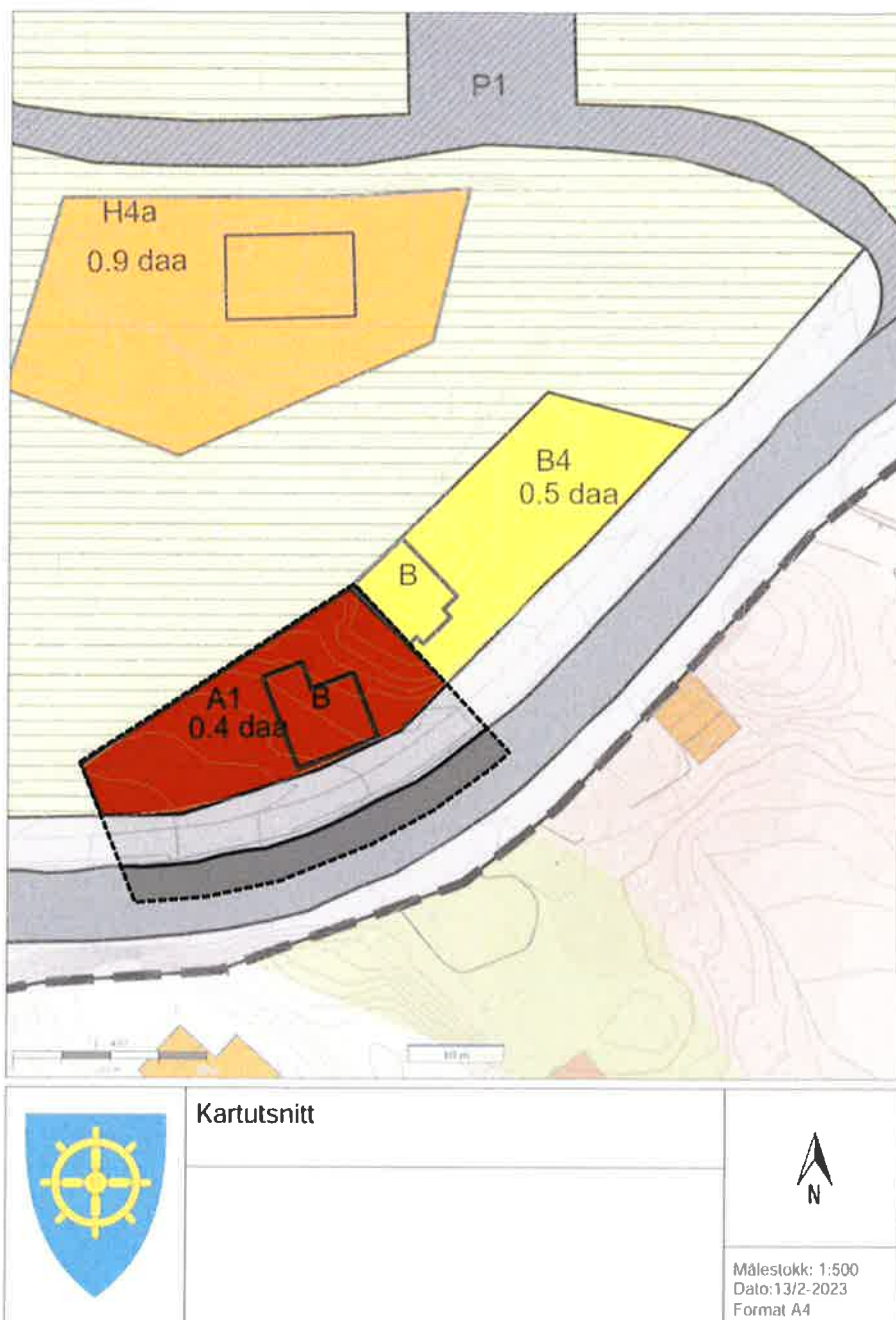 P1
H4a
0.9 daa
B4
0.5 daa
B
A1
B
0.4 daa
10 m
Kartutsnitt
N
Målestokk: 1:500
Dato:13/2-2023
Format A4